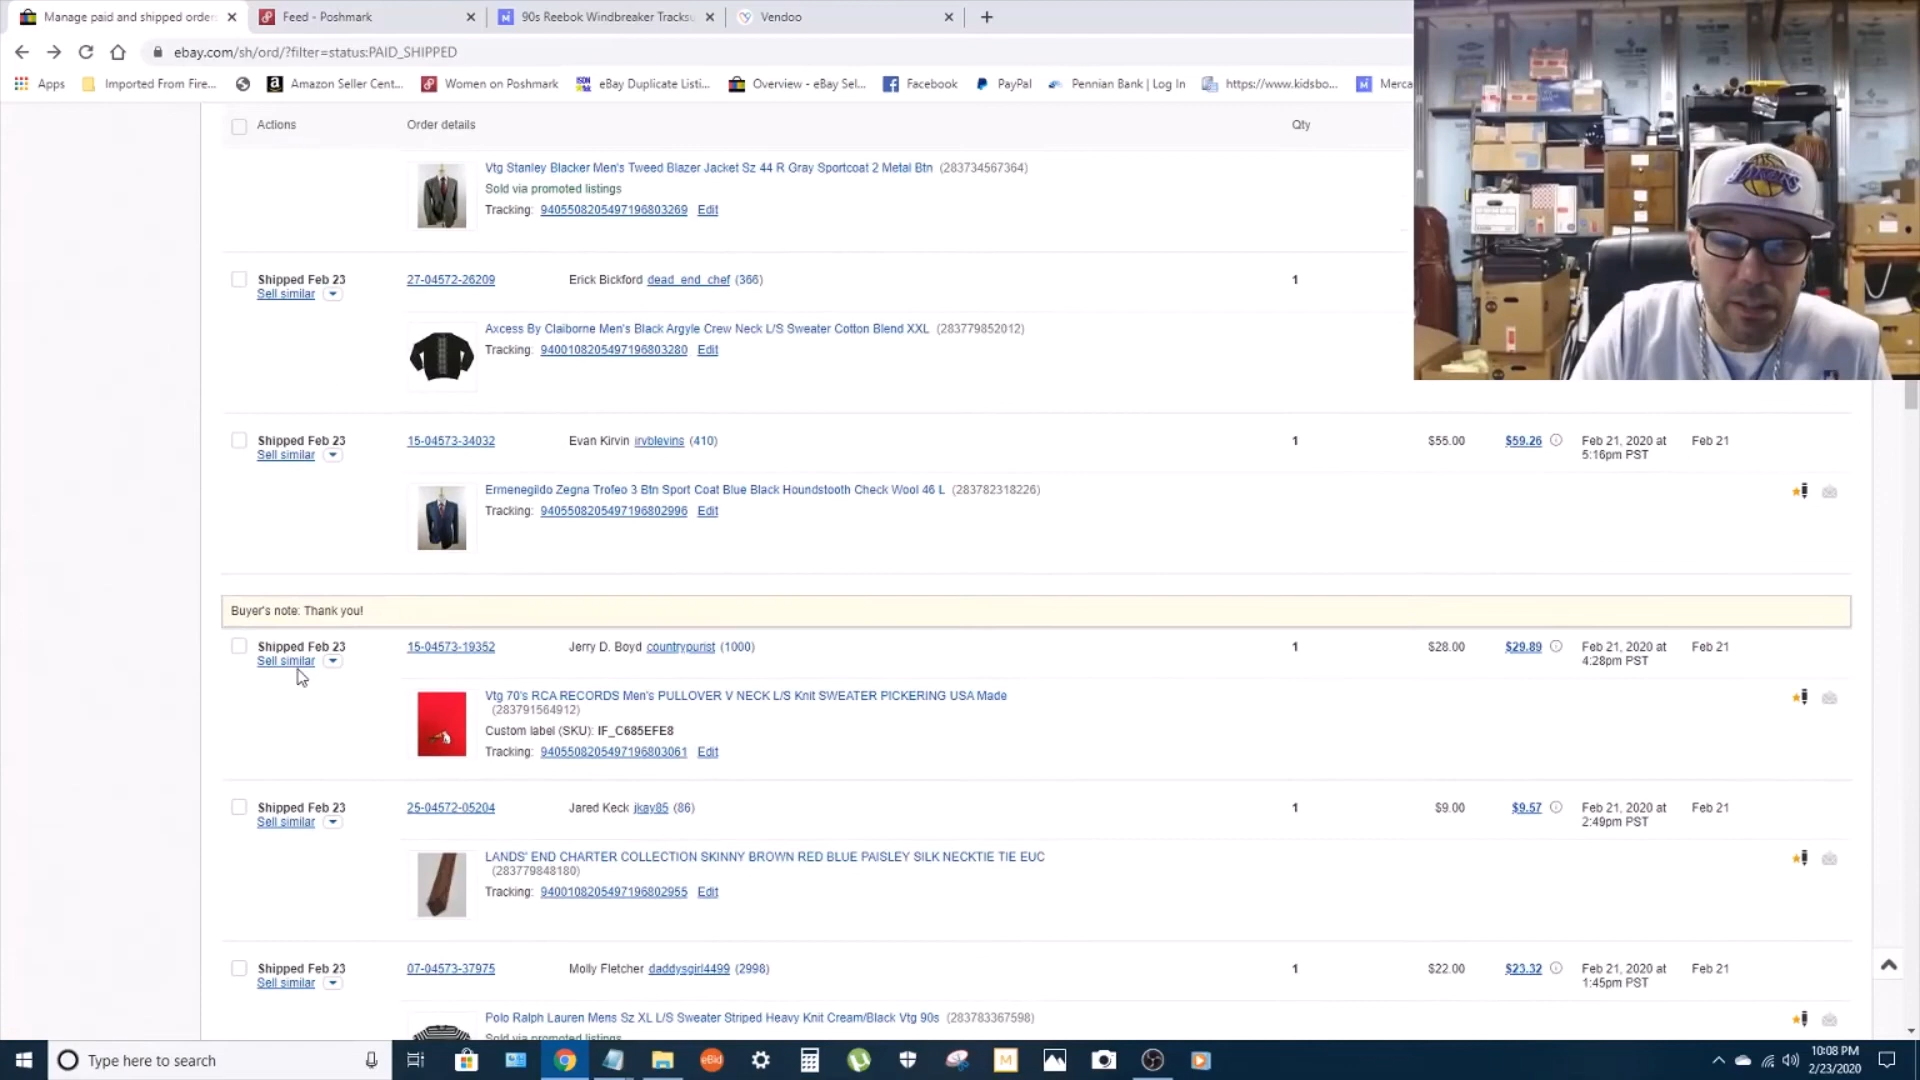 Manage paid and shipped order
Feed - Poshmark
90s Reebok Windbreaker Tracksu
Vendoo
ebay.com/sh/ord/?filter=status:PAID_SHIPPED
Apps
Imported From Fire...
Amazon Seller Cent...
Women on Poshmark
eBay Duplicate Listi...
Overview - eBay Sel...
Facebook
PayPal
Pennian Bank | Log In
https://www.kidsbo...
Merca
Actions
Order details
Qty
Vtg Stanley Blacker Men's Tweed Blazer Jacket Sz 44 R Gray Sportcoat 2 Metal Btn (283734567364)
Sold via promoted listings
Tracking: 9405508205497196803269 Edit
Shipped Feb 23
27-04572-26209
Erick Bickford dead_end_chef (366)
1
Sell similar
Axcess By Claiborne Men's Black Argyle Crew Neck L/S Sweater Cotton Blend XXL (283779852012)
Tracking: 9400108205497196803280 Edit
Shipped Feb 23
15-04573-34032
Evan Kirvin irvblevins (410)
1
$55.00
$59.26
Feb 21, 2020 at
5:16pm PST
Feb 21
Sell similar
Ermenegildo Zegna Trofeo 3 Btn Sport Coat Blue Black Houndstooth Check Wool 46 L (283782318226)
Tracking: 9405508205497196802996 Edit
Buyer's note: Thank you!
Shipped Feb 23
15-04573-19352
Jerry D. Boyd countrypurist (1000)
1
$28.00
$29.89
Feb 21, 2020 at
4:28pm PST
Feb 21
Sell similar
Vtg 70's RCA RECORDS Men's PULLOVER V NECK L/S Knit SWEATER PICKERING USA Made
(283791564912)
Custom label (SKU): IF_C685EFE8
Tracking: 9405508205497196803061 Edit
Shipped Feb 23
25-04572-05204
Jared Keck jkay85 (86)
1
$9.00
$9.57
Feb 21, 2020 at
2:49pm PST
Feb 21
Sell similar
LANDS' END CHARTER COLLECTION SKINNY BROWN RED BLUE PAISLEY SILK NECKTIE TIE EUC
(283779848180)
Tracking: 9400108205496802955 Edit
Shipped Feb 23
07-04573-37975
Molly Fletcher daddysgirl4499 (2998)
1
$22.00
$23.32
Feb 21, 2020 at
1:45pm PST
Feb 21
Sell similar
Polo Ralph Lauren Mens Sz XL L/S Sweater Striped Heavy Knit Cream/Black Vtg 90s (283783367598)
Sold via promoted listings
Type here to search
eBid
M
10:08 PM
2/23/2020
LAKERS